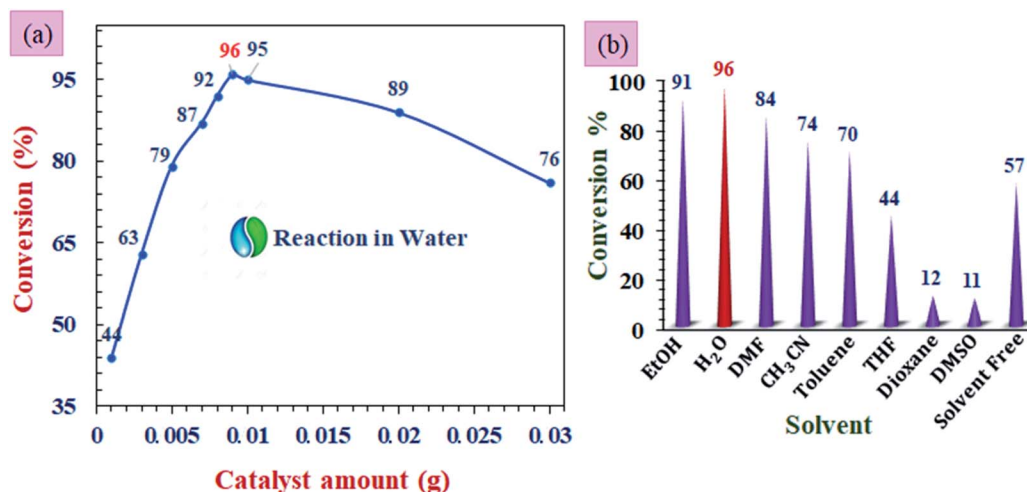 (a)
Conversion (%)
95
80
65
50
35
44
63
79
87
92
96
95
89
76
Reaction in Water
0
0.005
0.01
0.015
0.02
0.025
0.03
Catalyst amount (g)
(b)
Conversion %
100
80
60
40
20
0
91
96
84
74
70
44
12
11
57
EtOH
H₂O
DMF
CH₃CN
Toluene
THF
Dioxane
DMSO
Solvent Free
Solvent